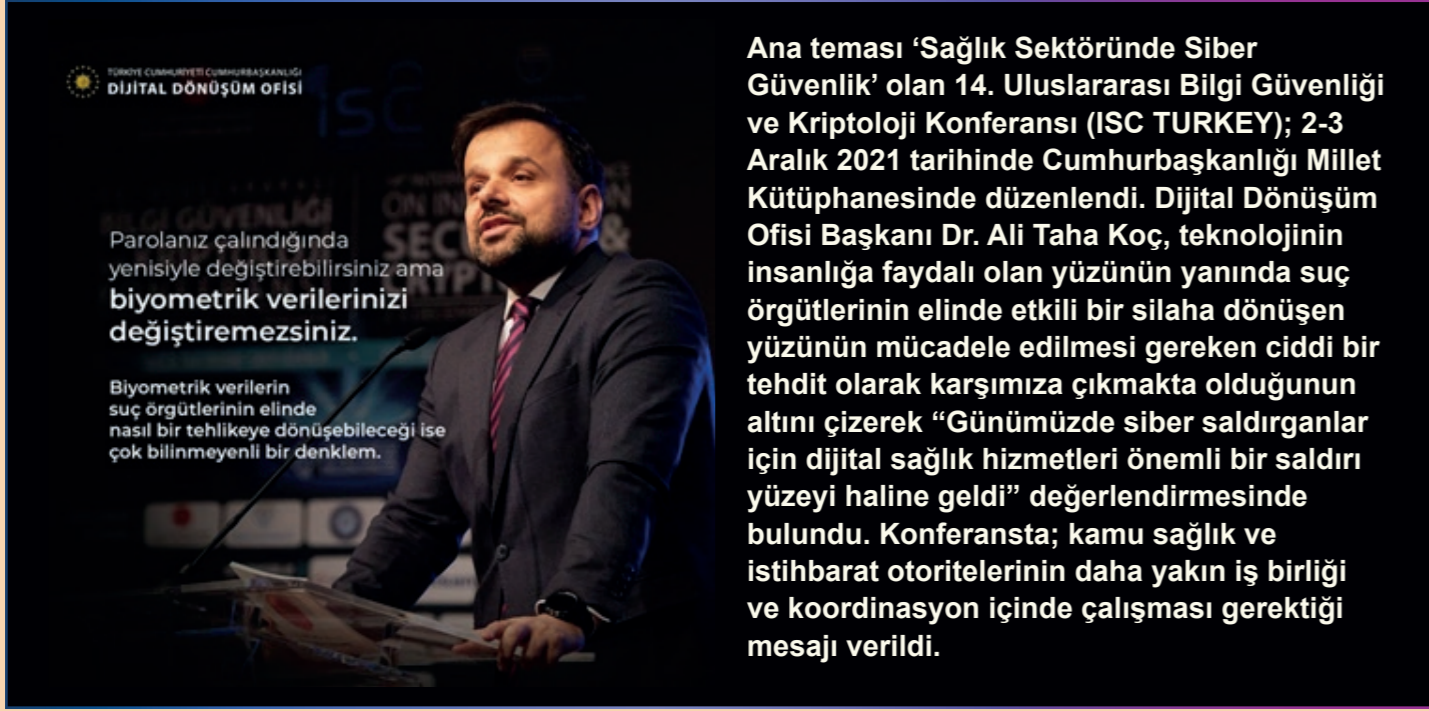 TÜRKİYE CUMHURİYETİ CUMHURBAŞKANLIĞI
DİJİTAL DÖNÜŞÜM OFİSİ
ISC
BİLGİ GÜVENLİĞİ
Parolanız çalındığında
yenisiyle değiştirebilirsiniz ama
biyometrik verilerinizi
değiştiremezsiniz.
Biyometrik verilerin
suç örgütlerinin elinde
nasıl bir tehlikeye dönüşebileceği ise
çok bilinmeyenli bir denklem.
Ana teması ‘Sağlık Sektöründe Siber
Güvenlik’ olan 14. Uluslararası Bilgi Güvenliği
ve Kriptoloji Konferansı (ISC TURKEY); 2-3
Aralık 2021 tarihinde Cumhurbaşkanlığı Millet
Kütüphanesinde düzenlendi. Dijital Dönüşüm
Ofisi Başkanı Dr. Ali Taha Koç, teknolojinin
insanlığa faydalı olan yüzünün yanında suç
örgütlerinin elinde etkili bir silaha dönüşen
yüzünün mücadele edilmesi gereken ciddi bir
tehdit olarak karşımıza çıkmakta olduğunun
altını çizerek “Günümüzde siber saldırganlar
için dijital sağlık hizmetleri önemli bir saldırı
yüzeyi haline geldi” değerlendirmesinde
bulundu. Konferansta; kamu sağlık ve
istihbarat otoritelerinin daha yakın iş birliği
ve koordinasyon içinde çalışması gerektiği
mesajı verildi.